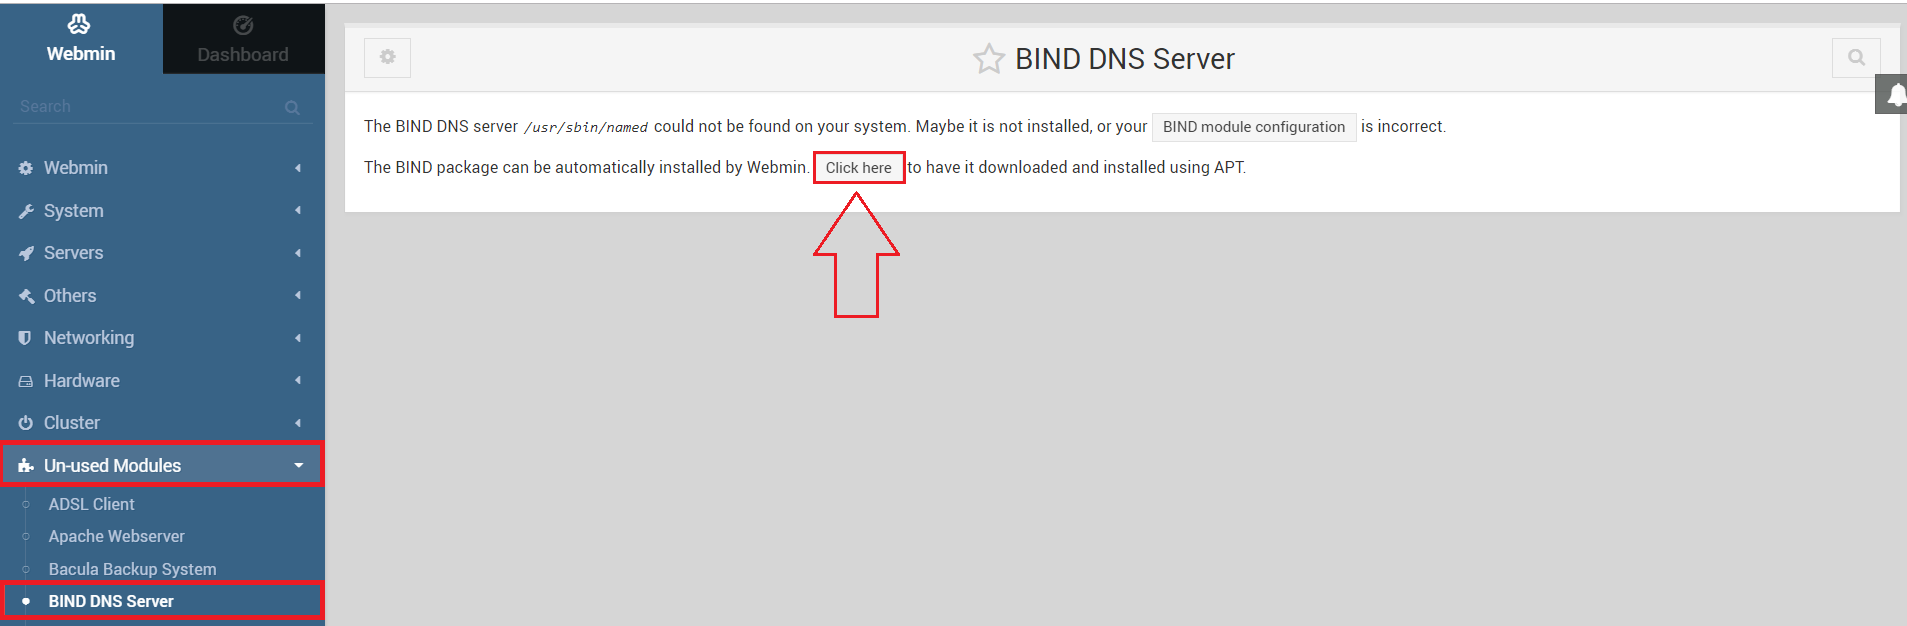 Webmin
Dashboard
Search
Webmin
System
Servers
Others
Networking
Hardware
Cluster
Un-used Modules
ADSL Client
Apache Webserver
Bacula Backup System
BIND DNS Server
BIND DNS Server
The BIND DNS server /usr/sbin/named could not be found on your system. Maybe it is not installed, or your BIND module configuration is incorrect.
The BIND package can be automatically installed by Webmin. Click here to have it downloaded and installed using APT.